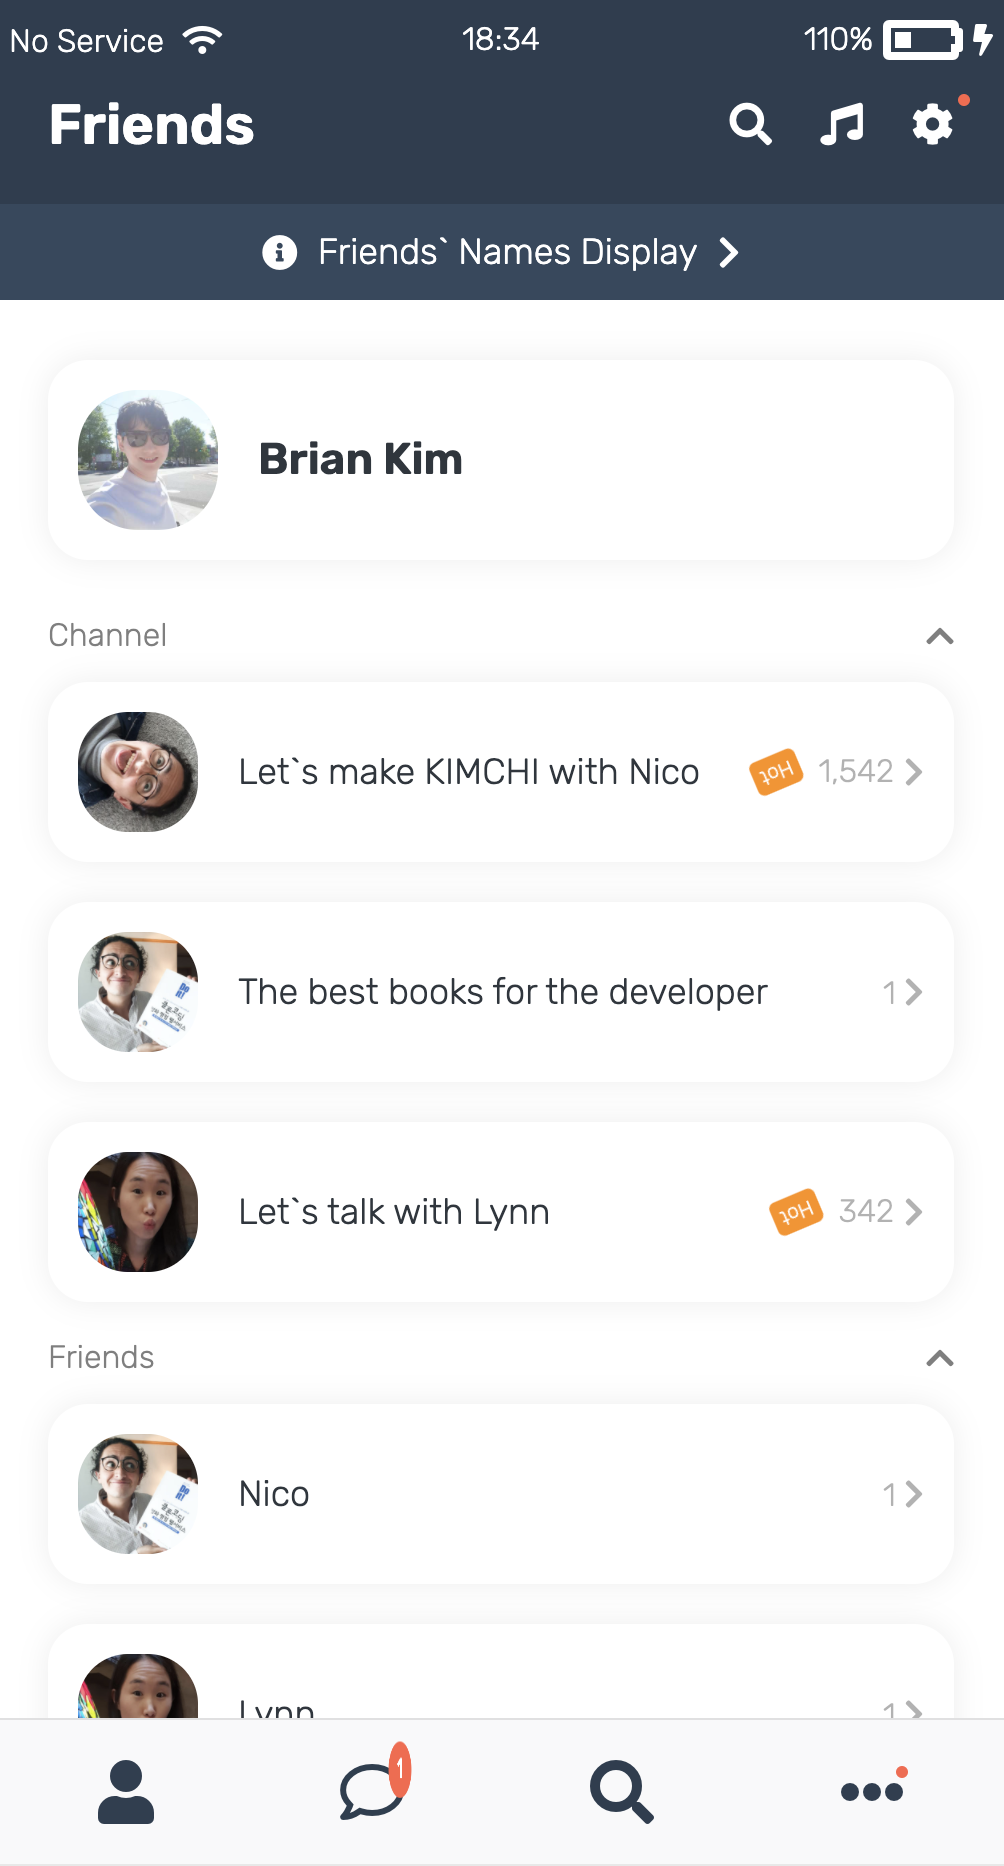 No Service 18:34 110%
Friends
Friends` Names Display
Brian Kim
Channel
Let`s make KIMCHI with Nico Hot 1,542
The best books for the developer 1
Let`s talk with Lynn Hot 342
Friends
Nico 1
Lynn 1
1